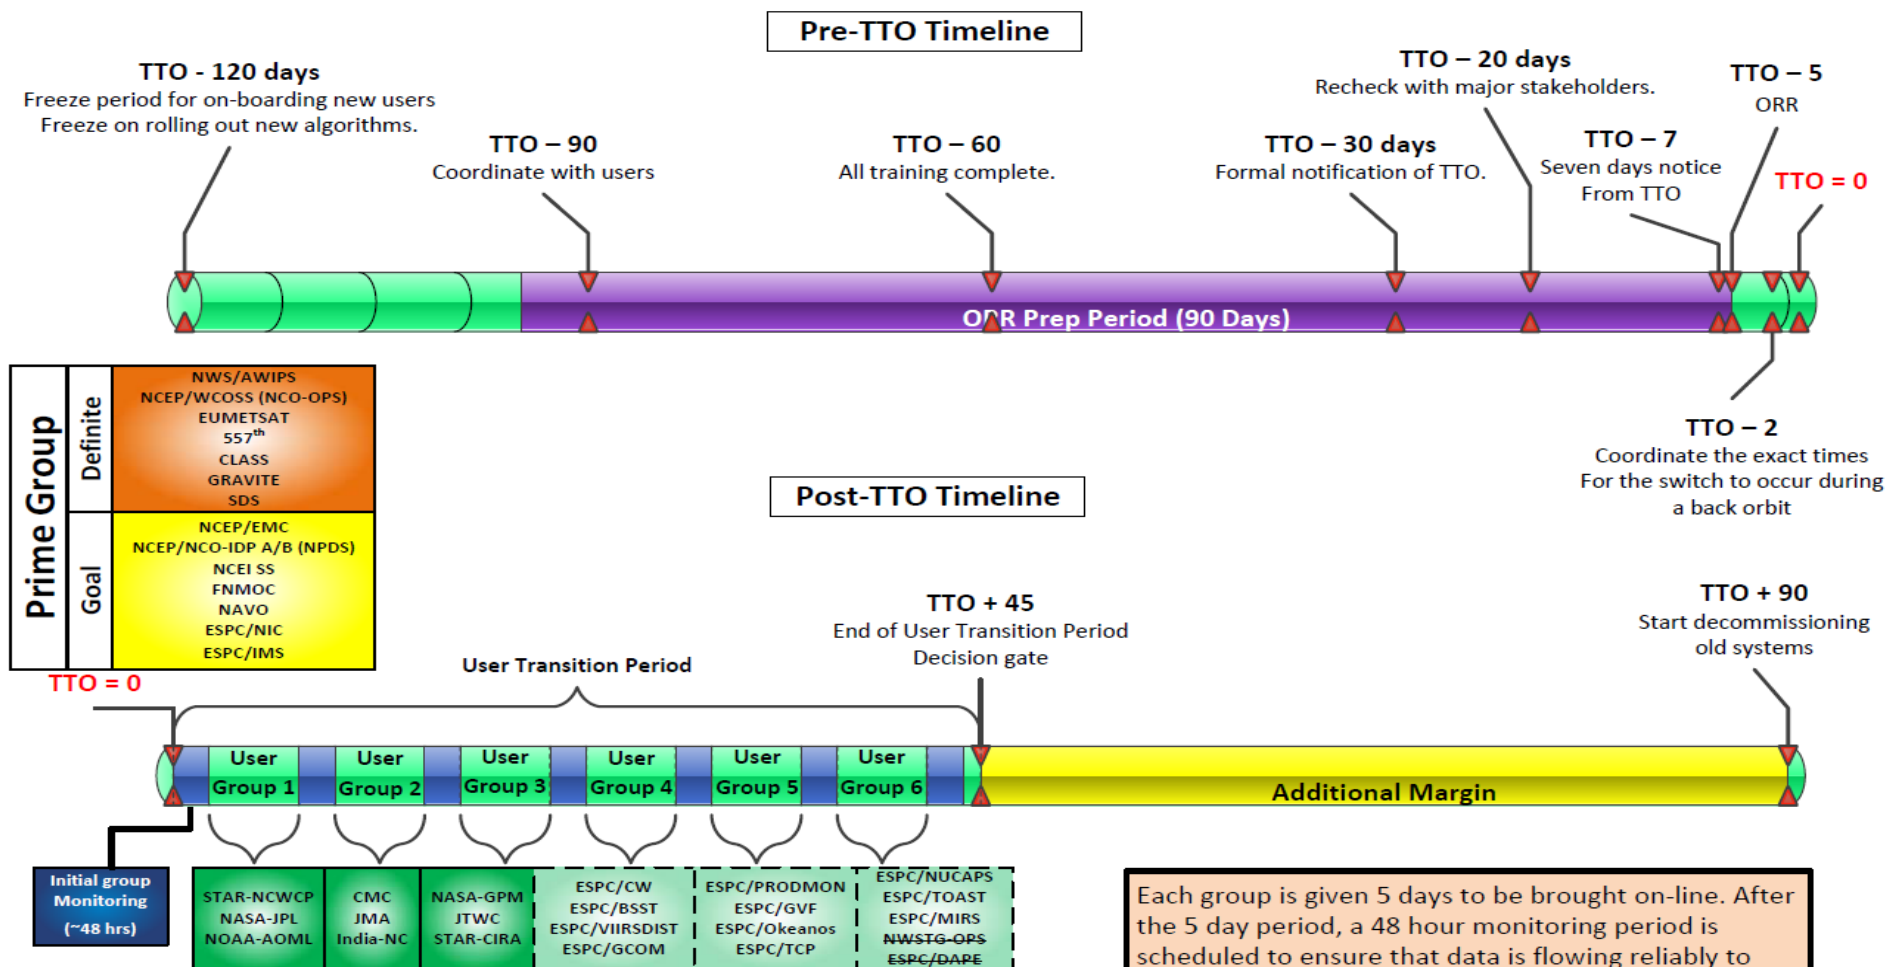 Pre-TTO Timeline
TTO - 120 days
Freeze period for on-boarding new users
Freeze on rolling out new algorithms.
TTO – 90
Coordinate with users
TTO – 60
All training complete.
TTO – 30 days
Formal notification of TTO.
TTO – 20 days
Recheck with major stakeholders.
TTO – 7
Seven days notice
From TTO
TTO – 5
ORR
TTO = 0
ORR Prep Period (90 Days)
TTO – 2
Coordinate the exact times
For the switch to occur during
a back orbit
Prime Group
Definite
NWS/AWIPS
NCEP/WCOSS (NCO-OPS)
EUMETSAT
557th
CLASS
GRAVITE
SDS
Goal
NCEP/EMC
NCEP/NCO-IDP A/B (NPDS)
NCEI SS
FNMOC
NAVO
ESPC/NIC
ESPC/IMS
Post-TTO Timeline
TTO = 0
User Transition Period
TTO + 45
End of User Transition Period
Decision gate
TTO + 90
Start decommissioning
old systems
User
Group 1
User
Group 2
User
Group 3
User
Group 4
User
Group 5
User
Group 6
Additional Margin
Initial group
Monitoring
(~48 hrs)
STAR-NCWCP
NASA-JPL
NOAA-AOML
CMC
JMA
India-NC
NASA-GPM
JTWC
STAR-CIRA
ESPC/CW
ESPC/BSST
ESPC/VIIRSDIST
ESPC/GCOM
ESPC/PRODMON
ESPC/GVF
ESPC/Okeanos
ESPC/TCP
ESPC/NUCAPS
ESPC/TOAST
ESPC/MIRS
NWSTG-OPS
ESPC/DAPE
Each group is given 5 days to be brought on-line. After
the 5 day period, a 48 hour monitoring period is
scheduled to ensure that data is flowing reliably to